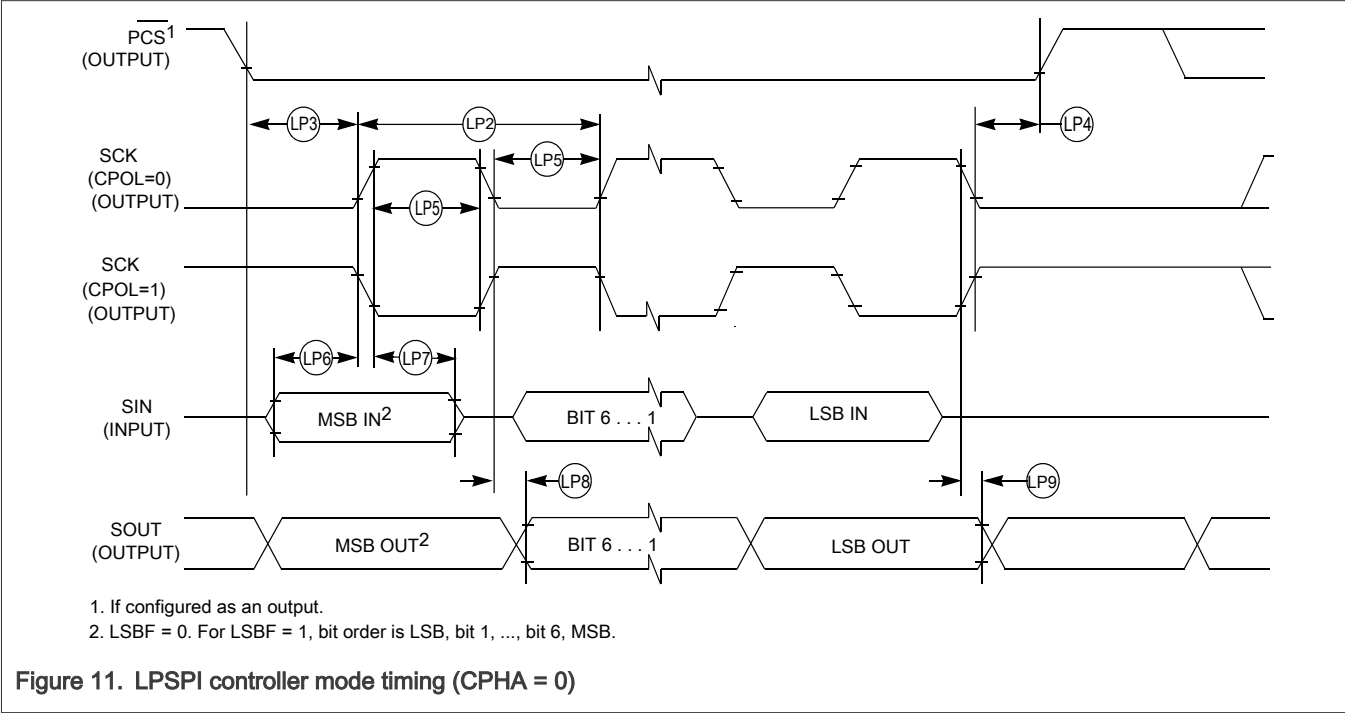 PCS1
(OUTPUT)
LP3
LP2
LP4
SCK
(CPOL=0)
(OUTPUT)
LP5
LP5
SCK
(CPOL=1)
(OUTPUT)
LP6
LP7
SIN
(INPUT)
MSB IN2
BIT 6 . . . 1
LSB IN
LP8
LP9
SOUT
(OUTPUT)
MSB OUT2
BIT 6 . . . 1
LSB OUT
1. If configured as an output.
2. LSBF = 0. For LSBF = 1, bit order is LSB, bit 1, ..., bit 6, MSB.
Figure 11. LPSPI controller mode timing (CPHA = 0)